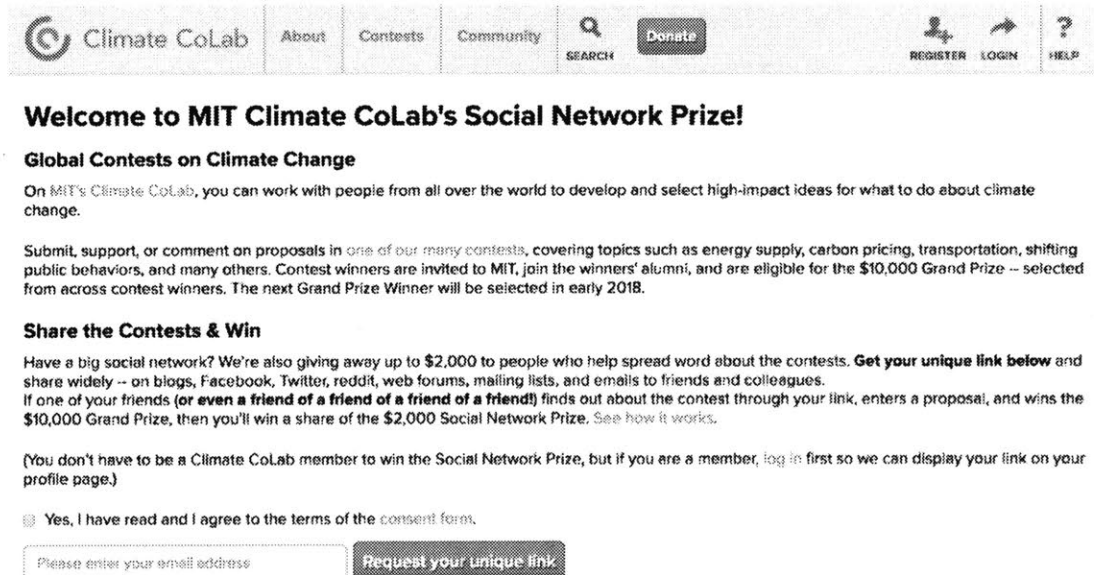 Climate CoLab About Contests Community SEARCH Donate REGISTER LOGIN HELP
Welcome to MIT Climate CoLab's Social Network Prize!
Global Contests on Climate Change
On MIT's Climate CoLab, you can work with people from all over the world to develop and select high-impact ideas for what to do about climate
change.
Submit, support, or comment on proposals in one of our many contests, covering topics such as energy supply, carbon pricing, transportation, shifting
public behaviors, and many others. Contest winners are invited to MIT, join the winners' alumni, and are eligible for the $10,000 Grand Prize -- selected
from across contest winners. The next Grand Prize Winner will be selected in early 2018.
Share the Contests & Win
Have a big social network? We're also giving away up to $2,000 to people who help spread word about the contests. Get your unique link below and
share widely -- on blogs, Facebook, Twitter, reddit, web forums, mailing lists, and emails to friends and colleagues.
If one of your friends (or even a friend of a friend of a friend of a friend!) finds out about the contest through your link, enters a proposal, and wins the
$10,000 Grand Prize, then you'll win a share of the $2,000 Social Network Prize. See how it works.
(You don't have to be a Climate CoLab member to win the Social Network Prize, but if you are a member, log in first so we can display your link on your
profile page.)
Yes, I have read and I agree to the terms of the consent form.
Please enter your email address Request your unique link